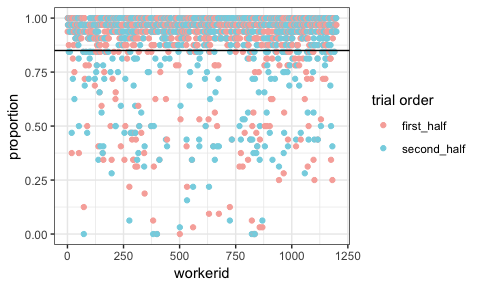 1.00
0.75
0.50
0.25
0.00
proportion
0
250
500
750
1000
1250
workerid
trial order
first_half
second_half